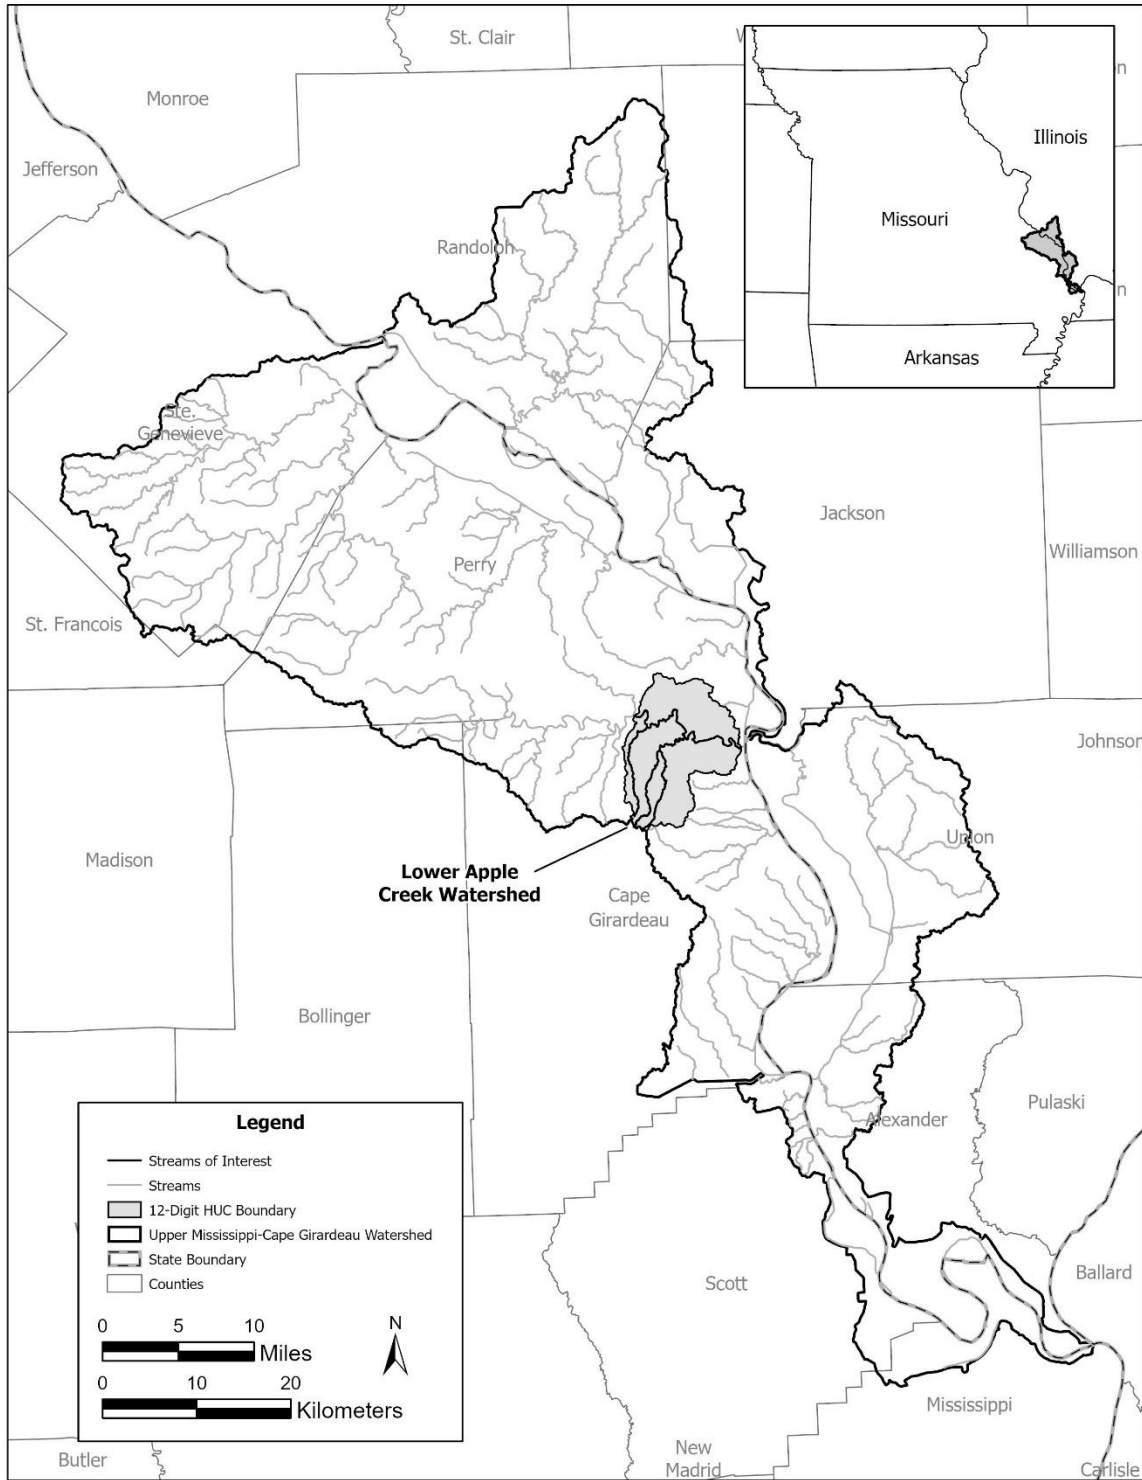 St. Clair
W
n
Monroe
Illinois
Jefferson
Missouri
Randolph
n
Arkansas
Ste.
Genevieve
Jackson
Williamson
Perry
St. Francois
Johnson
Union
Madison
Lower Apple
Creek Watershed
Cape
Girardeau
Bollinger
Pulaski
Alexander
Legend
Streams of Interest
Streams
12-Digit HUC Boundary
Upper Mississippi-Cape Girardeau Watershed
State Boundary
Counties
0 5 10
Miles
N
0 10 20
Kilometers
Scott
Ballard
Mississippi
New
Madrid
Butler
Carlisle